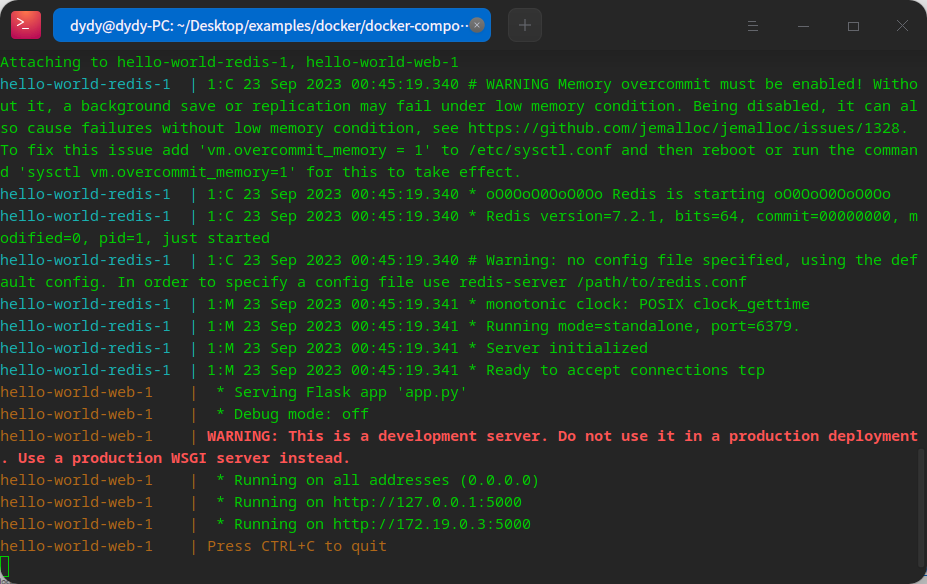 dydy@dydy-PC: ~/Desktop/examples/docker/docker-compo···
Attaching to hello-world-redis-1, hello-world-web-1
hello-world-redis-1  | 1:C 23 Sep 2023 00:45:19.340 # WARNING Memory overcommit must be enabled! Witho
ut it, a background save or replication may fail under low memory condition. Being disabled, it can al
so cause failures without low memory condition, see https://github.com/jemalloc/jemalloc/issues/1328.
To fix this issue add 'vm.overcommit_memory = 1' to /etc/sysctl.conf and then reboot or run the comman
d 'sysctl vm.overcommit_memory=1' for this to take effect.
hello-world-redis-1  | 1:C 23 Sep 2023 00:45:19.340 * oO0OoO0OoO0Oo Redis is starting oO0OoO0OoO0Oo
hello-world-redis-1  | 1:C 23 Sep 2023 00:45:19.340 * Redis version=7.2.1, bits=64, commit=00000000, m
odified=0, pid=1, just started
hello-world-redis-1  | 1:C 23 Sep 2023 00:45:19.340 # Warning: no config file specified, using the def
ault config. In order to specify a config file use redis-server /path/to/redis.conf
hello-world-redis-1  | 1:M 23 Sep 2023 00:45:19.341 * monotonic clock: POSIX clock_gettime
hello-world-redis-1  | 1:M 23 Sep 2023 00:45:19.341 * Running mode=standalone, port=6379.
hello-world-redis-1  | 1:M 23 Sep 2023 00:45:19.341 * Server initialized
hello-world-redis-1  | 1:M 23 Sep 2023 00:45:19.341 * Ready to accept connections tcp
hello-world-web-1    |  * Serving Flask app 'app.py'
hello-world-web-1    |  * Debug mode: off
hello-world-web-1    | WARNING: This is a development server. Do not use it in a production deployment
. Use a production WSGI server instead.
hello-world-web-1    |  * Running on all addresses (0.0.0.0)
hello-world-web-1    |  * Running on http://127.0.0.1:5000
hello-world-web-1    |  * Running on http://172.19.0.3:5000
hello-world-web-1    | Press CTRL+C to quit